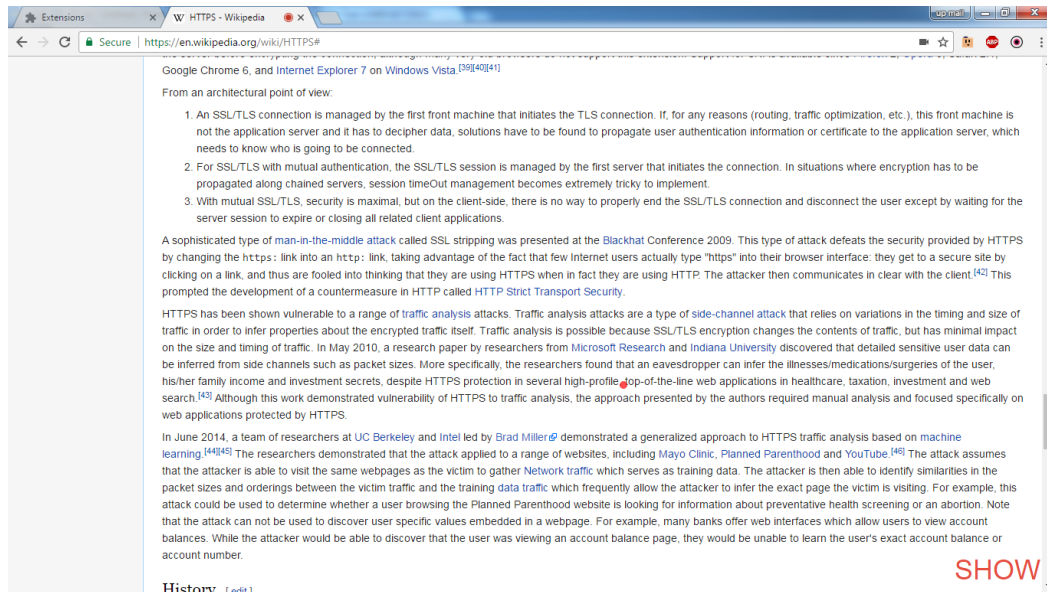 Extensions
HTTPS - Wikipedia
up mall
Secure
https://en.wikipedia.org/wiki/HTTPS#
ABP
Google Chrome 6, and Internet Explorer 7 on Windows Vista.[39][40][41]
From an architectural point of view:
1. An SSL/TLS connection is managed by the first front machine that initiates the TLS connection. If, for any reasons (routing, traffic optimization, etc.), this front machine is
not the application server and it has to decipher data, solutions have to be found to propagate user authentication information or certificate to the application server, which
needs to know who is going to be connected.
2. For SSL/TLS with mutual authentication, the SSL/TLS session is managed by the first server that initiates the connection. In situations where encryption has to be
propagated along chained servers, session timeOut management becomes extremely tricky to implement.
3. With mutual SSL/TLS, security is maximal, but on the client-side, there is no way to properly end the SSL/TLS connection and disconnect the user except by waiting for the
server session to expire or closing all related client applications.
A sophisticated type of man-in-the-middle attack called SSL stripping was presented at the Blackhat Conference 2009. This type of attack defeats the security provided by HTTPS
by changing the https: link into an http: link, taking advantage of the fact that few Internet users actually type "https" into their browser interface: they get to a secure site by
clicking on a link, and thus are fooled into thinking that they are using HTTPS when in fact they are using HTTP. The attacker then communicates in clear with the client.[42] This
prompted the development of a countermeasure in HTTP called HTTP Strict Transport Security.
HTTPS has been shown vulnerable to a range of traffic analysis attacks. Traffic analysis attacks are a type of side-channel attack that relies on variations in the timing and size of
traffic in order to infer properties about the encrypted traffic itself. Traffic analysis is possible because SSL/TLS encryption changes the contents of traffic, but has minimal impact
on the size and timing of traffic. In May 2010, a research paper by researchers from Microsoft Research and Indiana University discovered that detailed sensitive user data can
be inferred from side channels such as packet sizes. More specifically, the researchers found that an eavesdropper can infer the illnesses/medications/surgeries of the user,
his/her family income and investment secrets, despite HTTPS protection in several high-profile, top-of-the-line web applications in healthcare, taxation, investment and web
search.[43] Although this work demonstrated vulnerability of HTTPS to traffic analysis, the approach presented by the authors required manual analysis and focused specifically on
web applications protected by HTTPS.
In June 2014, a team of researchers at UC Berkeley and Intel led by Brad Miller demonstrated a generalized approach to HTTPS traffic analysis based on machine
learning.[44][45] The researchers demonstrated that the attack applied to a range of websites, including Mayo Clinic, Planned Parenthood and YouTube.[46] The attack assumes
that the attacker is able to visit the same webpages as the victim to gather Network traffic which serves as training data. The attacker is then able to identify similarities in the
packet sizes and orderings between the victim traffic and the training data traffic which frequently allow the attacker to infer the exact page the victim is visiting. For example, this
attack could be used to determine whether a user browsing the Planned Parenthood website is looking for information about preventative health screening or an abortion. Note
that the attack can not be used to discover user specific values embedded in a webpage. For example, many banks offer web interfaces which allow users to view account
balances. While the attacker would be able to discover that the user was viewing an account balance page, they would be unable to learn the user's exact account balance or
account number.
SHOW
History [edit]